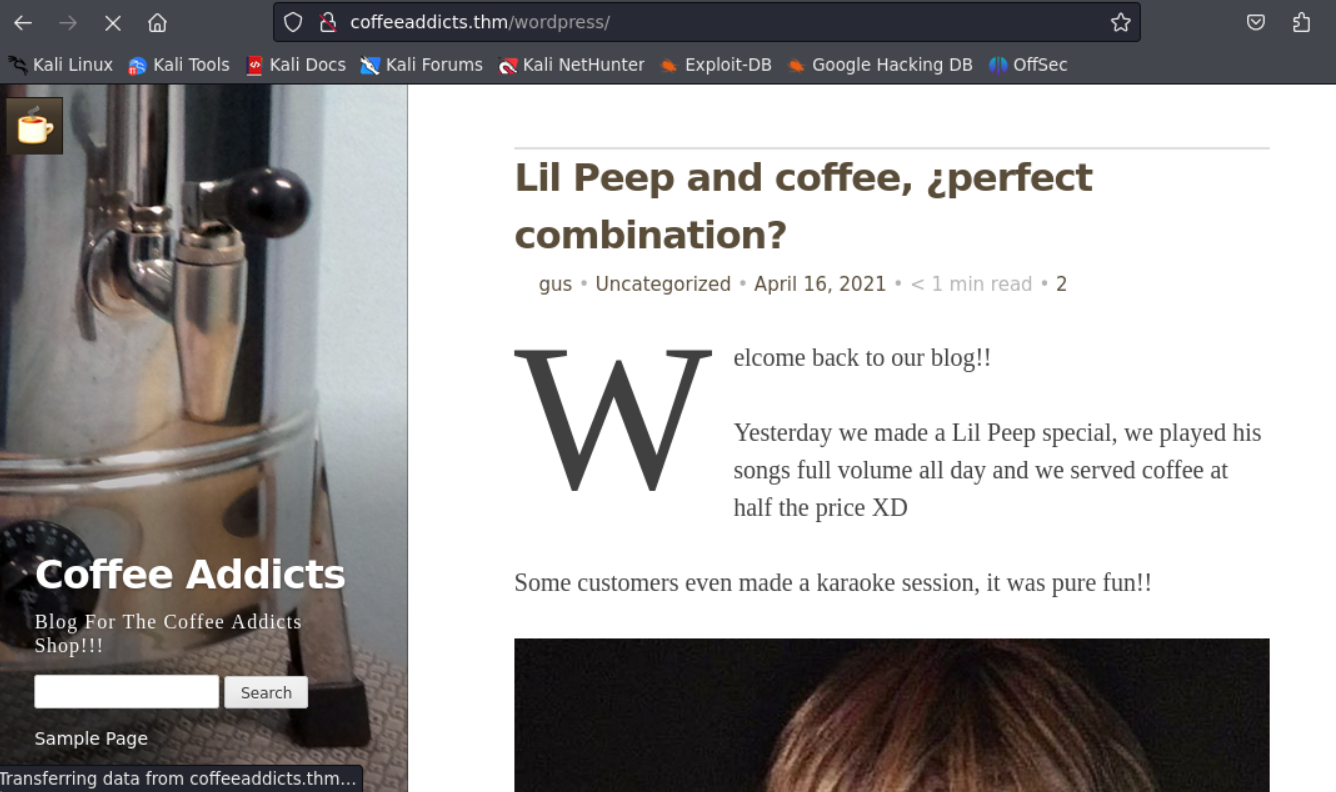 coffeeaddicts.thm/wordpress/
Kali Linux Kali Tools Kali Docs Kali Forums Kali NetHunter Exploit-DB Google Hacking DB OffSec
Lil Peep and coffee, ¿perfect
combination?
gus • Uncategorized • April 16, 2021 • < 1 min read • 2
Welcome back to our blog!!
Yesterday we made a Lil Peep special, we played his
songs full volume all day and we served coffee at
half the price XD
Some customers even made a karaoke session, it was pure fun!!
Coffee Addicts
Blog For The Coffee Addicts
Shop!!!
Search
Sample Page
Transferring data from coffeeaddicts.thm…